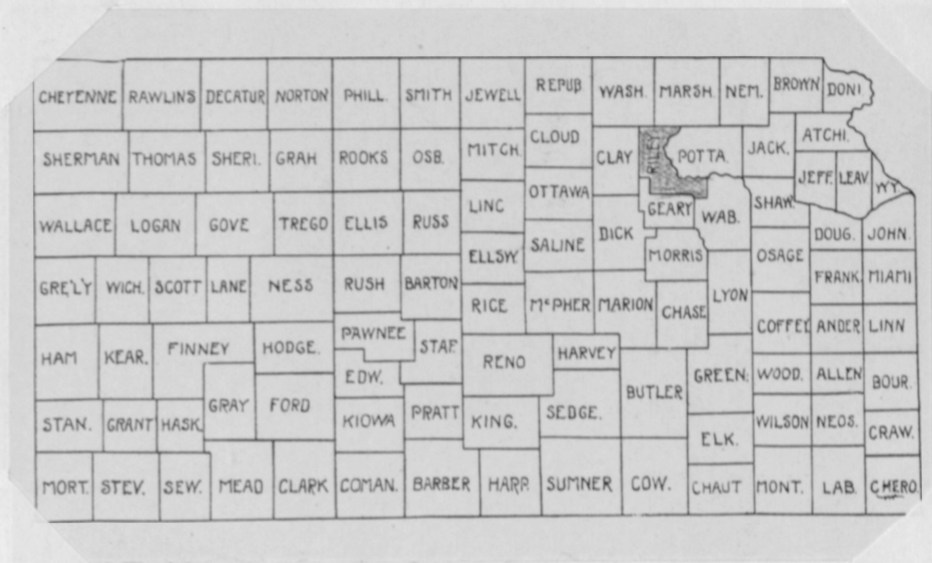 CHEYENNE RAWLINS DECATUR NORTON PHILL. SMITH JEWELL REPUB WASH. MARSH. NEM. BROWN DONI.
SHERMAN THOMAS SHERI. GRAH ROOKS OSB. MITCH. CLOUD CLAY POTTA. JACK. ATCHI.
JEFF. LEAV. WY.
WALLACE LOGAN GOVE TREGO ELLIS RUSS LINC OTTAWA DICK GEARY WAB. SHAW. DOUG. JOHN.
ELLSW. SALINE MORRIS OSAGE
GRE'LY WICH. SCOTT LANE NESS RUSH BARTON RICE McPHER MARION CHASE LYON FRANK. MIAMI
HAM KEAR. FINNEY HODGE. PAWNEE STAF. RENO HARVEY COFFEY ANDER LINN
EDW. BUTLER GREEN. WOOD. ALLEN BOUR.
STAN. GRANT HASK. GRAY FORD KIOWA PRATT KING. SEDGE. ELK. WILSON NEOS. CRAW.
MORT. STEV. SEW. MEAD CLARK COMAN. BARBER HARP. SUMNER COW. CHAUT MONT. LAB. CHERO.